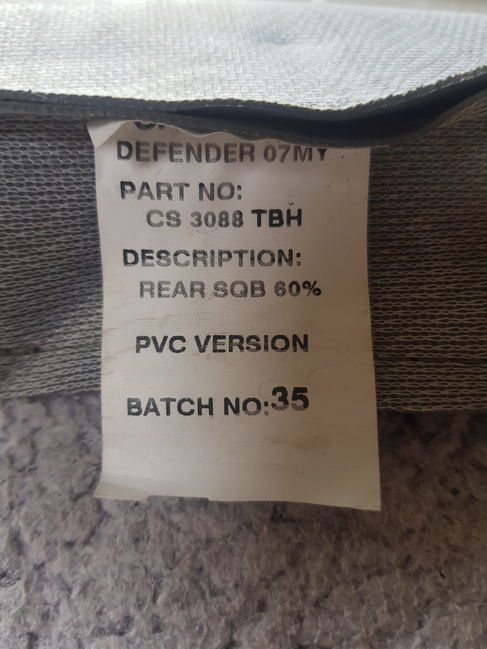 DEFENDER 07MY
PART NO:
CS 3088 TBH
DESCRIPTION:
REAR SQB 60%
PVC VERSION
BATCH NO:35